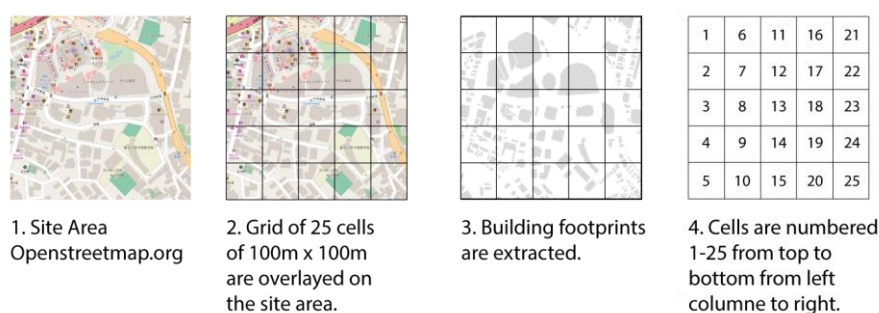 1 6 11 16 21
2 7 12 17 22
3 8 13 18 23
4 9 14 19 24
5 10 15 20 25
1. Site Area
Openstreetmap.org
2. Grid of 25 cells
of 100m x 100m
are overlayed on
the site area.
3. Building footprints
are extracted.
4. Cells are numbered
1-25 from top to
bottom from left
columne to right.